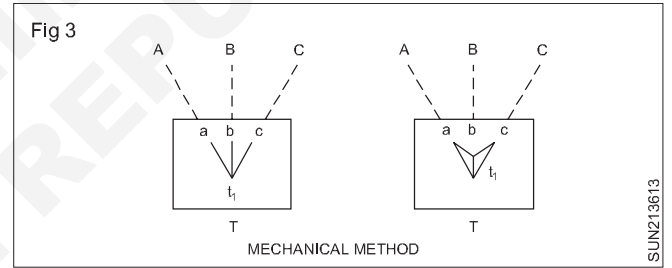 Fig 3
A B C A B C
a b c a b c
t1 t1
T T
MECHANICAL METHOD
SUN213613